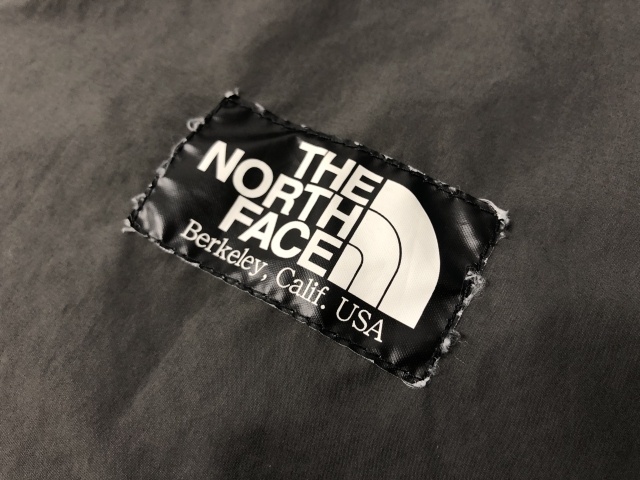 THE
NORTH
FACE
Berkeley, Calif. USA